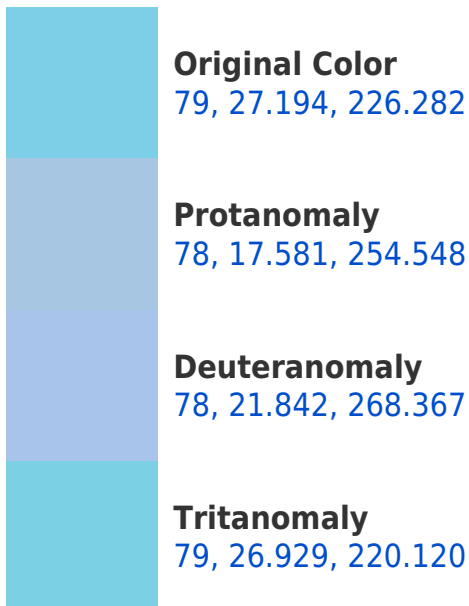 Original Color
79, 27.194, 226.282
Protanomaly
78, 17.581, 254.548
Deuteranomaly
78, 21.842, 268.367
Tritanomaly
79, 26.929, 220.120